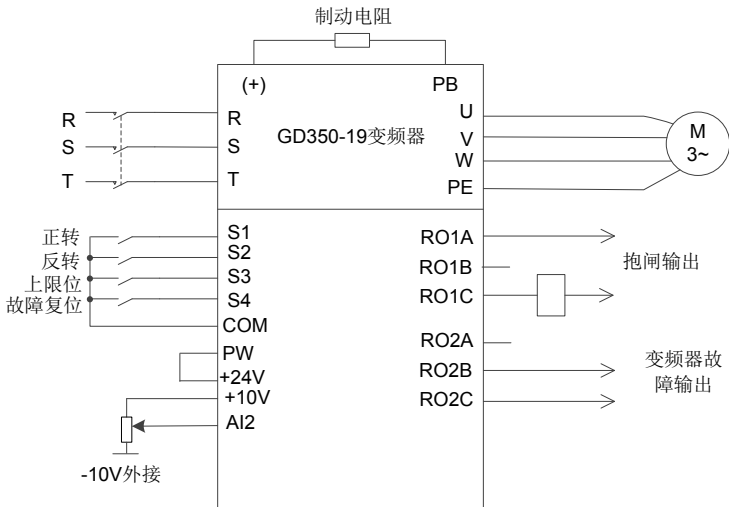 制动电阻
(+)
PB
R
S
T
R
S
T
GD350-19变频器
U
V
W
PE
M
3~
正转
反转
上限位
故障复位
S1
S2
S3
S4
COM
PW
+24V
+10V
AI2
-10V外接
RO1A
RO1B
RO1C
RO2A
RO2B
RO2C
抱闸输出
变频器故
障输出